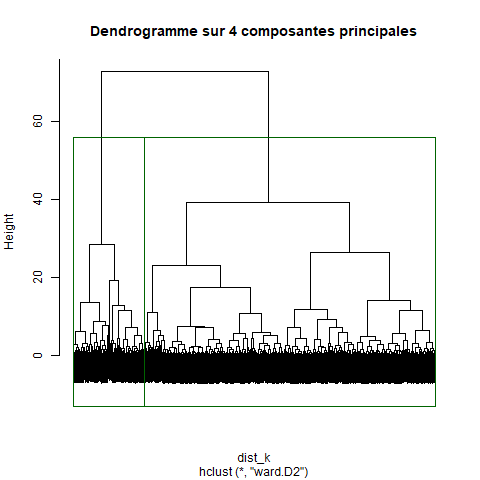 Dendrogramme sur 4 composantes principales
Height
60
40
20
0
dist_k
hclust (*, "ward.D2")